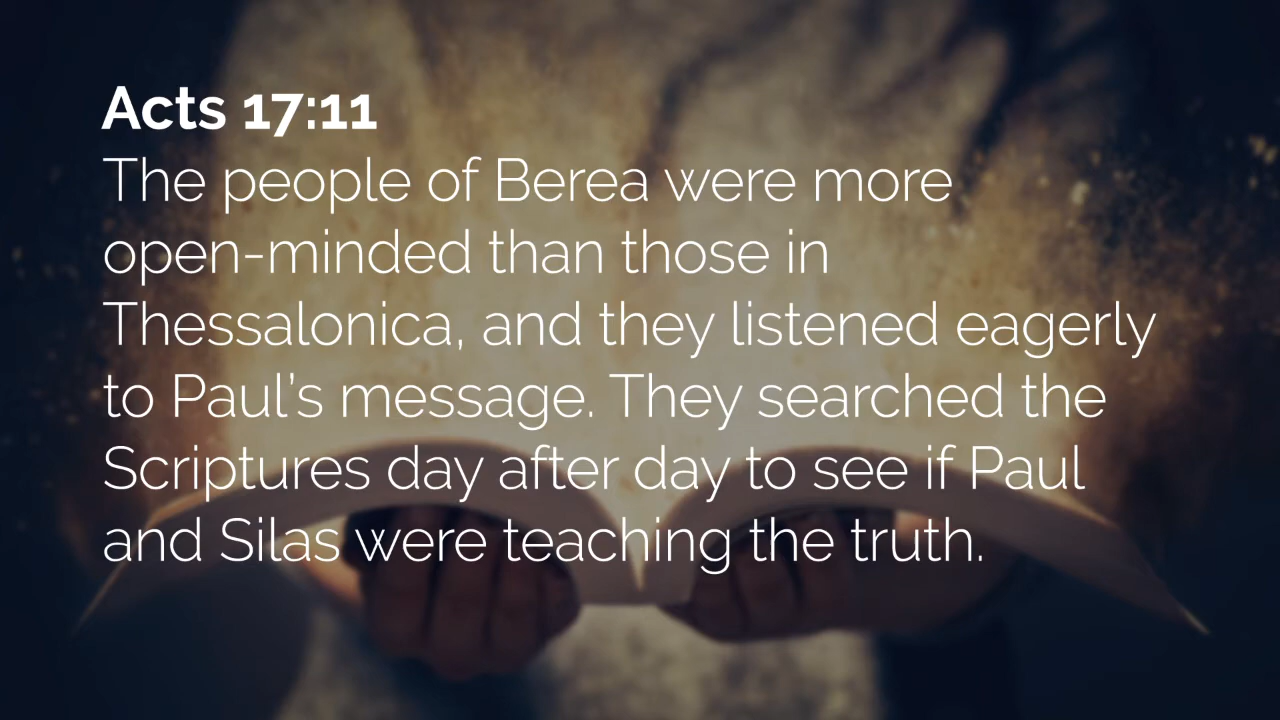 Acts 17:11
The people of Berea were more
open-minded than those in
Thessalonica, and they listened eagerly
to Paul’s message. They searched the
Scriptures day after day to see if Paul
and Silas were teaching the truth.